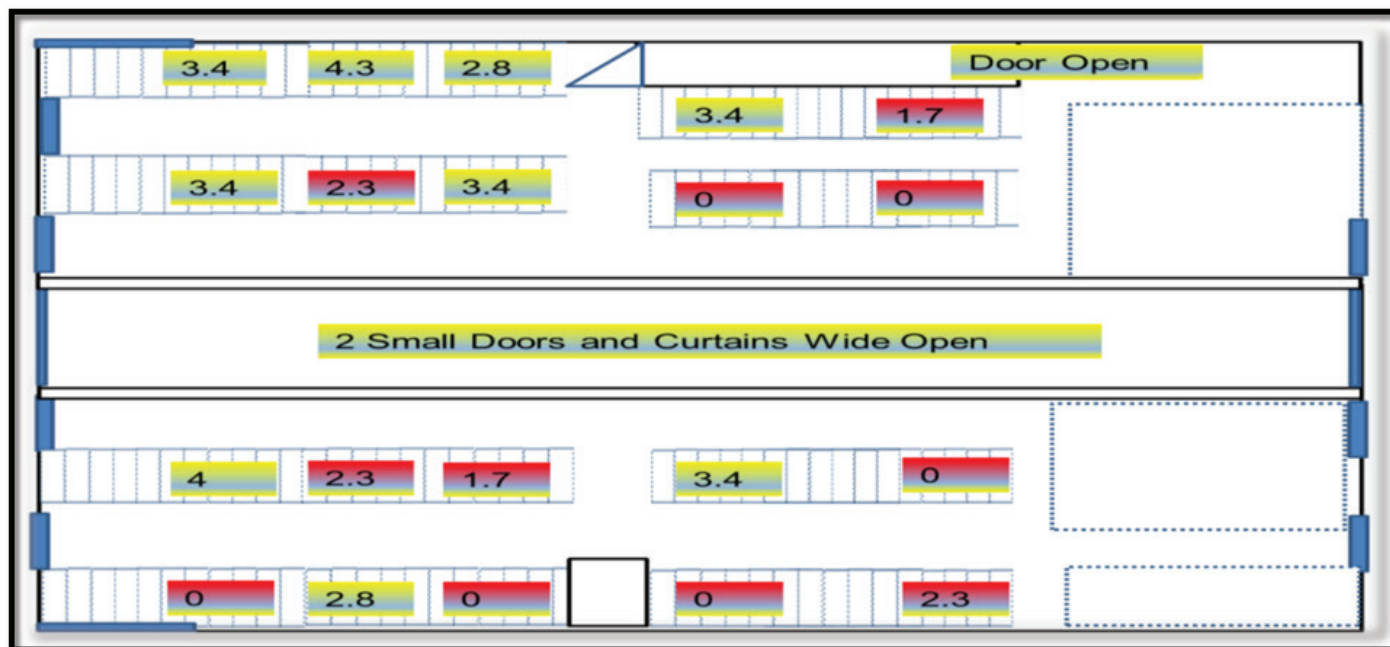 3.4 4.3 2.8 Door Open
3.4 1.7
3.4 2.3 3.4 0 0
2 Small Doors and Curtains Wide Open
4 2.3 1.7 3.4 0
0 2.8 0 0 2.3